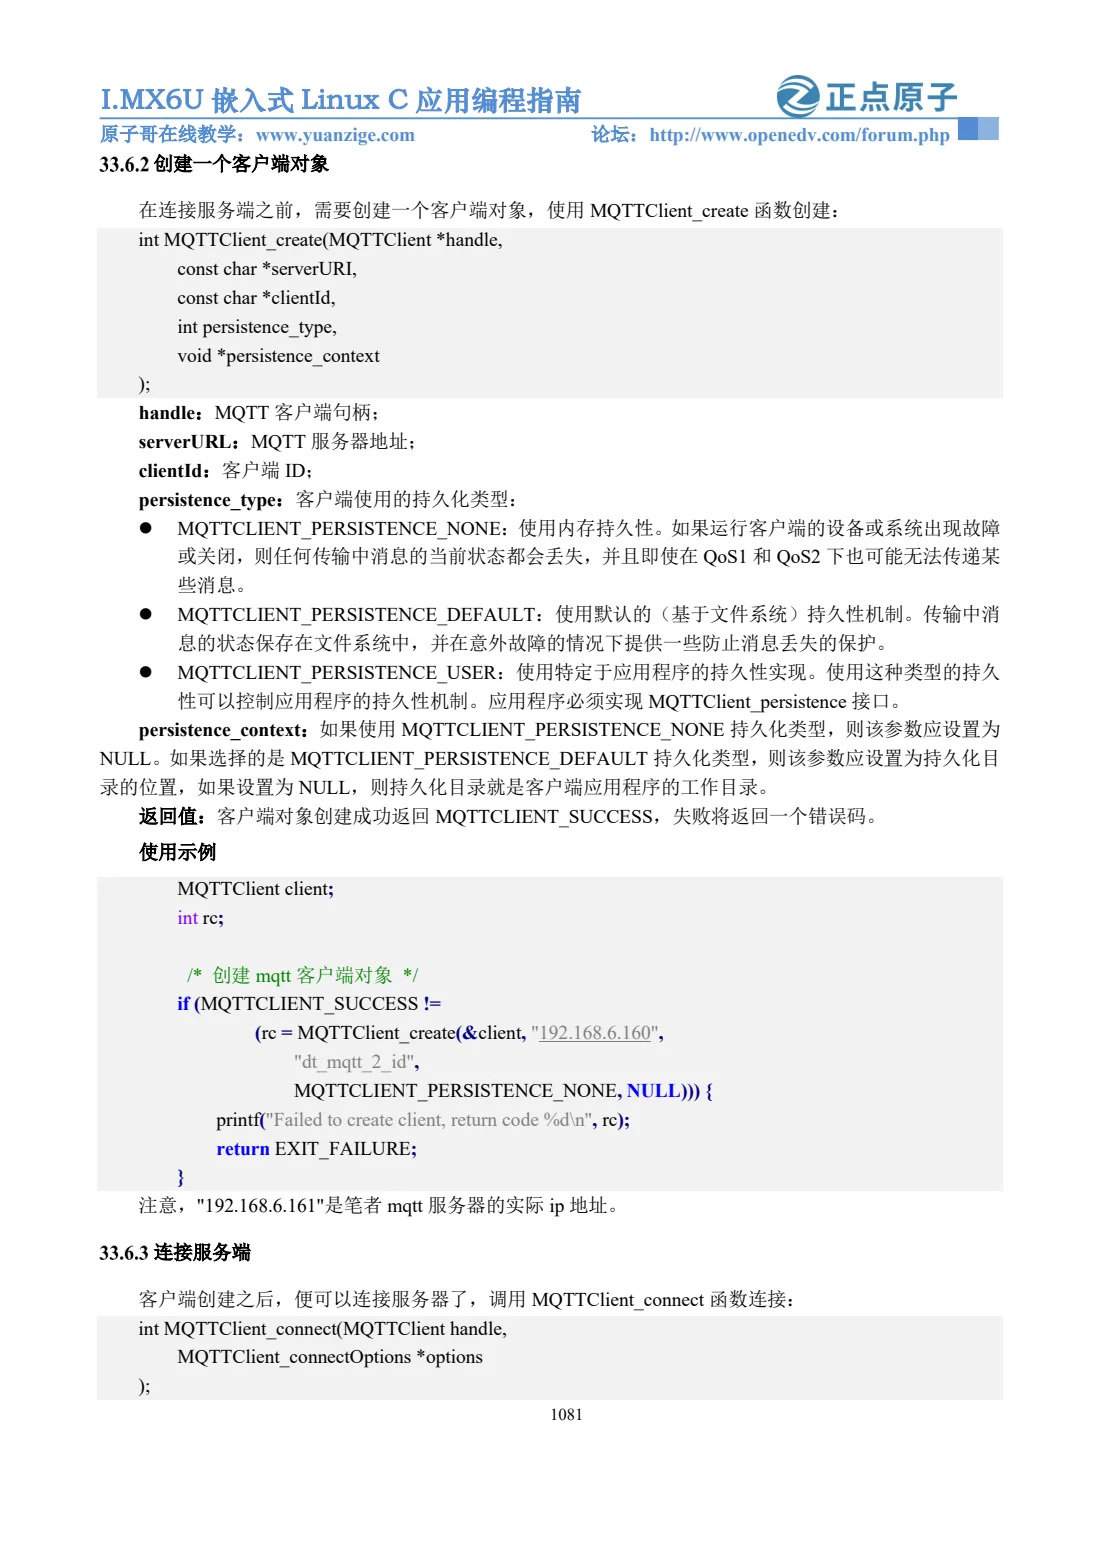 I.MX6U 嵌入式 Linux C 应用编程指南
正点原子
原子哥在线教学：www.yuanzige.com
论坛：http://www.openedv.com/forum.php
33.6.2 创建一个客户端对象
在连接服务端之前，需要创建一个客户端对象，使用 MQTTClient_create 函数创建：
int MQTTClient_create(MQTTClient *handle,
const char *serverURI,
const char *clientId,
int persistence_type,
void *persistence_context
);
handle：MQTT 客户端句柄；
serverURL：MQTT 服务器地址；
clientId：客户端 ID；
persistence_type：客户端使用的持久化类型：
● MQTTCLIENT_PERSISTENCE_NONE：使用内存持久性。如果运行客户端的设备或系统出现故障
或关闭，则任何传输中消息的当前状态都会丢失，并且即使在 QoS1 和 QoS2 下也可能无法传递某
些消息。
● MQTTCLIENT_PERSISTENCE_DEFAULT：使用默认的（基于文件系统）持久性机制。传输中消
息的状态保存在文件系统中，并在意外故障的情况下提供一些防止消息丢失的保护。
● MQTTCLIENT_PERSISTENCE_USER：使用特定于应用程序的持久性实现。使用这种类型的持久
性可以控制应用程序的持久性机制。应用程序必须实现 MQTTClient_persistence 接口。
persistence_context：如果使用 MQTTCLIENT_PERSISTENCE_NONE 持久化类型，则该参数应设置为
NULL。如果选择的是 MQTTCLIENT_PERSISTENCE_DEFAULT 持久化类型，则该参数应设置为持久化目
录的位置，如果设置为 NULL，则持久化目录就是客户端应用程序的工作目录。
返回值：客户端对象创建成功返回 MQTTCLIENT_SUCCESS，失败将返回一个错误码。
使用示例
MQTTClient client;
int rc;
/* 创建 mqtt 客户端对象 */
if (MQTTCLIENT_SUCCESS !=
(rc = MQTTClient_create(&client, "192.168.6.160",
"dt_mqtt_2_id",
MQTTCLIENT_PERSISTENCE_NONE, NULL))) {
printf("Failed to create client, return code %d\n", rc);
return EXIT_FAILURE;
}
注意，"192.168.6.161"是笔者 mqtt 服务器的实际 ip 地址。
33.6.3 连接服务端
客户端创建之后，便可以连接服务器了，调用 MQTTClient_connect 函数连接：
int MQTTClient_connect(MQTTClient handle,
MQTTClient_connectOptions *options
);
1081